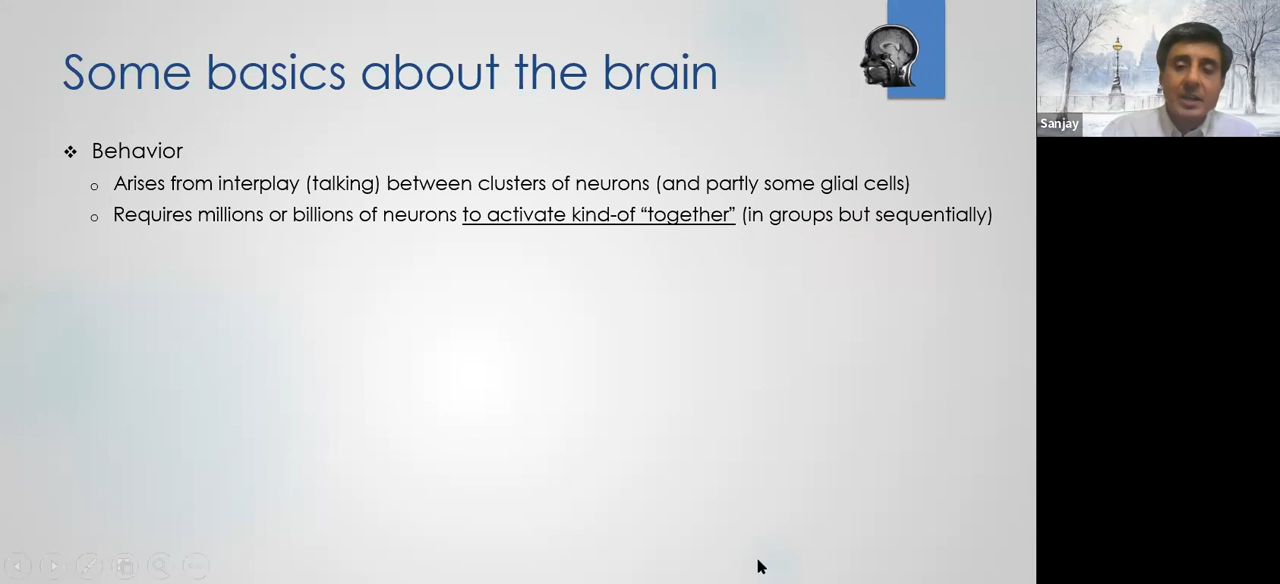 Some basics about the brain
❖ Behavior
o Arises from interplay (talking) between clusters of neurons (and partly some glial cells)
o Requires millions or billions of neurons to activate kind-of “together” (in groups but sequentially)
Sanjay